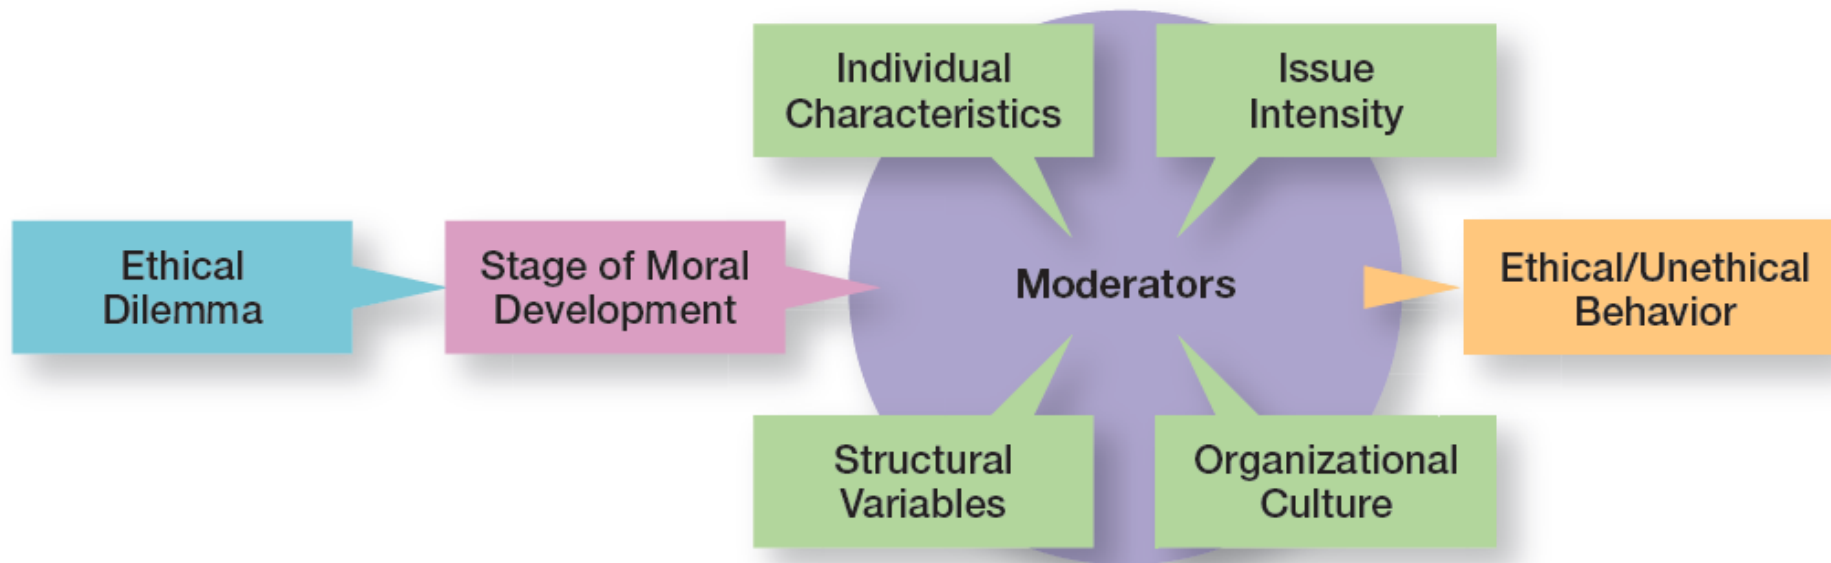 Individual
Characteristics
Issue
Intensity
Ethical
Dilemma
Stage of Moral
Development
Moderators
Ethical/Unethical
Behavior
Structural
Variables
Organizational
Culture